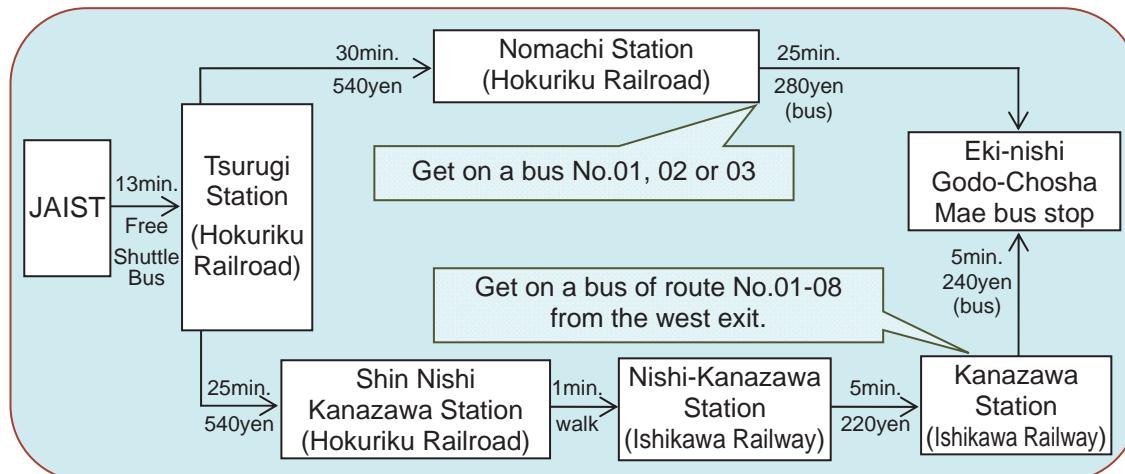 JAIST
13min.
Free
Shuttle
Bus
Tsurugi
Station
(Hokuriku
Railroad)
30min.
540yen
Nomachi Station
(Hokuriku Railroad)
Get on a bus No.01, 02 or 03
25min.
280yen
(bus)
Eki-nishi
Godo-Chosha
Mae bus stop
25min.
540yen
Shin Nishi
Kanazawa Station
(Hokuriku Railroad)
1min.
walk
Nishi-Kanazawa
Station
(Ishikawa Railway)
5min.
220yen
Kanazawa
Station
(Ishikawa Railway)
Get on a bus of route No.01-08
from the west exit.
5min.
240yen
(bus)